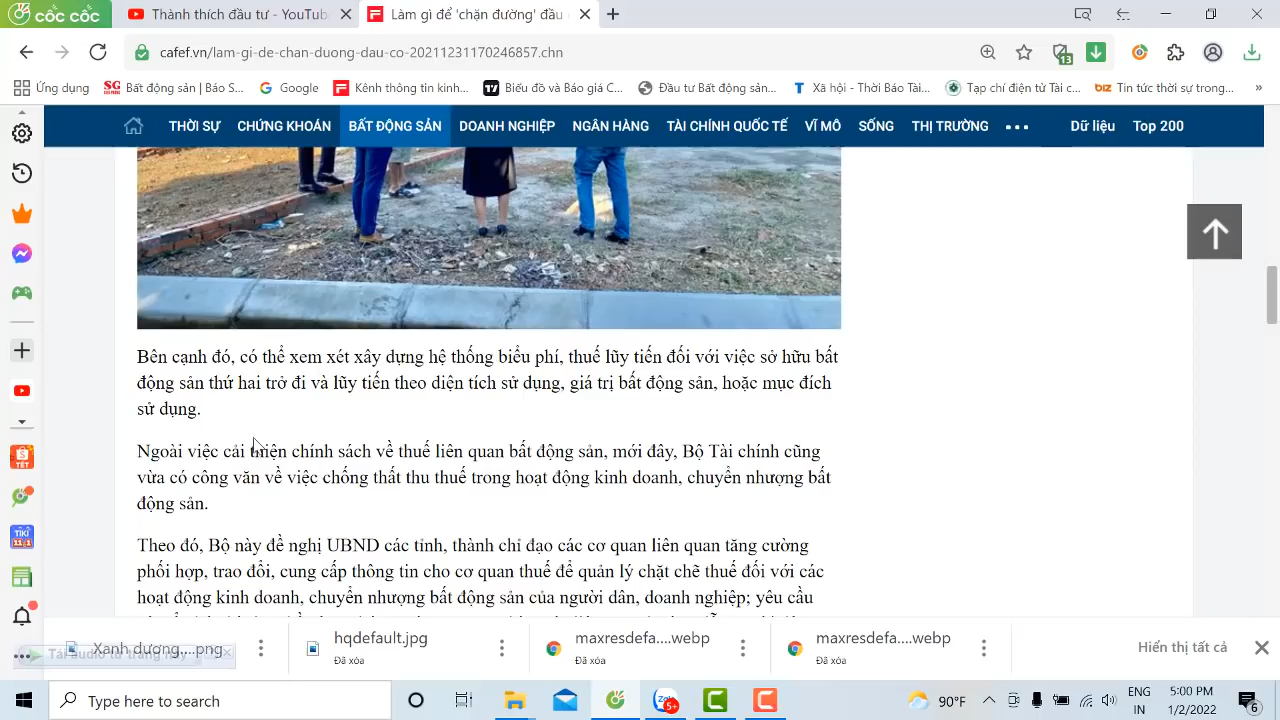 cốc cốc
Thành thích đầu tư - YouTub
Làm gì để 'chặn đường' đầu
cafef.vn/lam-gi-de-chan-duong-dau-co-20211231170246857.chn
13
Ứng dụng
SG
Bất động sản | Báo S...
Google
Kênh thông tin kinh...
Biểu đồ và báo giá C...
Đầu tư Bất động sản...
Xã hội - Thời Báo Tài...
Tạp chí điện tử Tài c...
BIZ
Tin tức thời sự trong...
»
THỜI SỰ
CHỨNG KHOÁN
BẤT ĐỘNG SẢN
DOANH NGHIỆP
NGÂN HÀNG
TÀI CHÍNH QUỐC TẾ
VĨ MÔ
SỐNG
THỊ TRƯỜNG
Dữ liệu
Top 200
Bên cạnh đó, có thể xem xét xây dựng hệ thống biểu phí, thuế lũy tiến đối với việc sở hữu bất
động sản thứ hai trở đi và lũy tiến theo diện tích sử dụng, giá trị bất động sản, hoặc mục đích
sử dụng.
Ngoài việc cải thiện chính sách về thuế liên quan bất động sản, mới đây, Bộ Tài chính cũng
vừa có công văn về việc chống thất thu thuế trong hoạt động kinh doanh, chuyển nhượng bất
động sản.
Theo đó, Bộ này đề nghị UBND các tỉnh, thành chỉ đạo các cơ quan liên quan tăng cường
phối hợp, trao đổi, cung cấp thông tin cho cơ quan thuế để quản lý chặt chẽ thuế đối với các
hoạt động kinh doanh, chuyển nhượng bất động sản của người dân, doanh nghiệp; yêu cầu
TẾT
TIKI
Xanh dương....png
Tải audio từ trang này
hqdefault.jpg
Đã xóa
maxresdefa....webp
Đã xóa
maxresdefa....webp
Đã xóa
Hiển thị tất cả
Type here to search
5+
90°F
ENG
IN
5:00 PM
1/2/2022
6